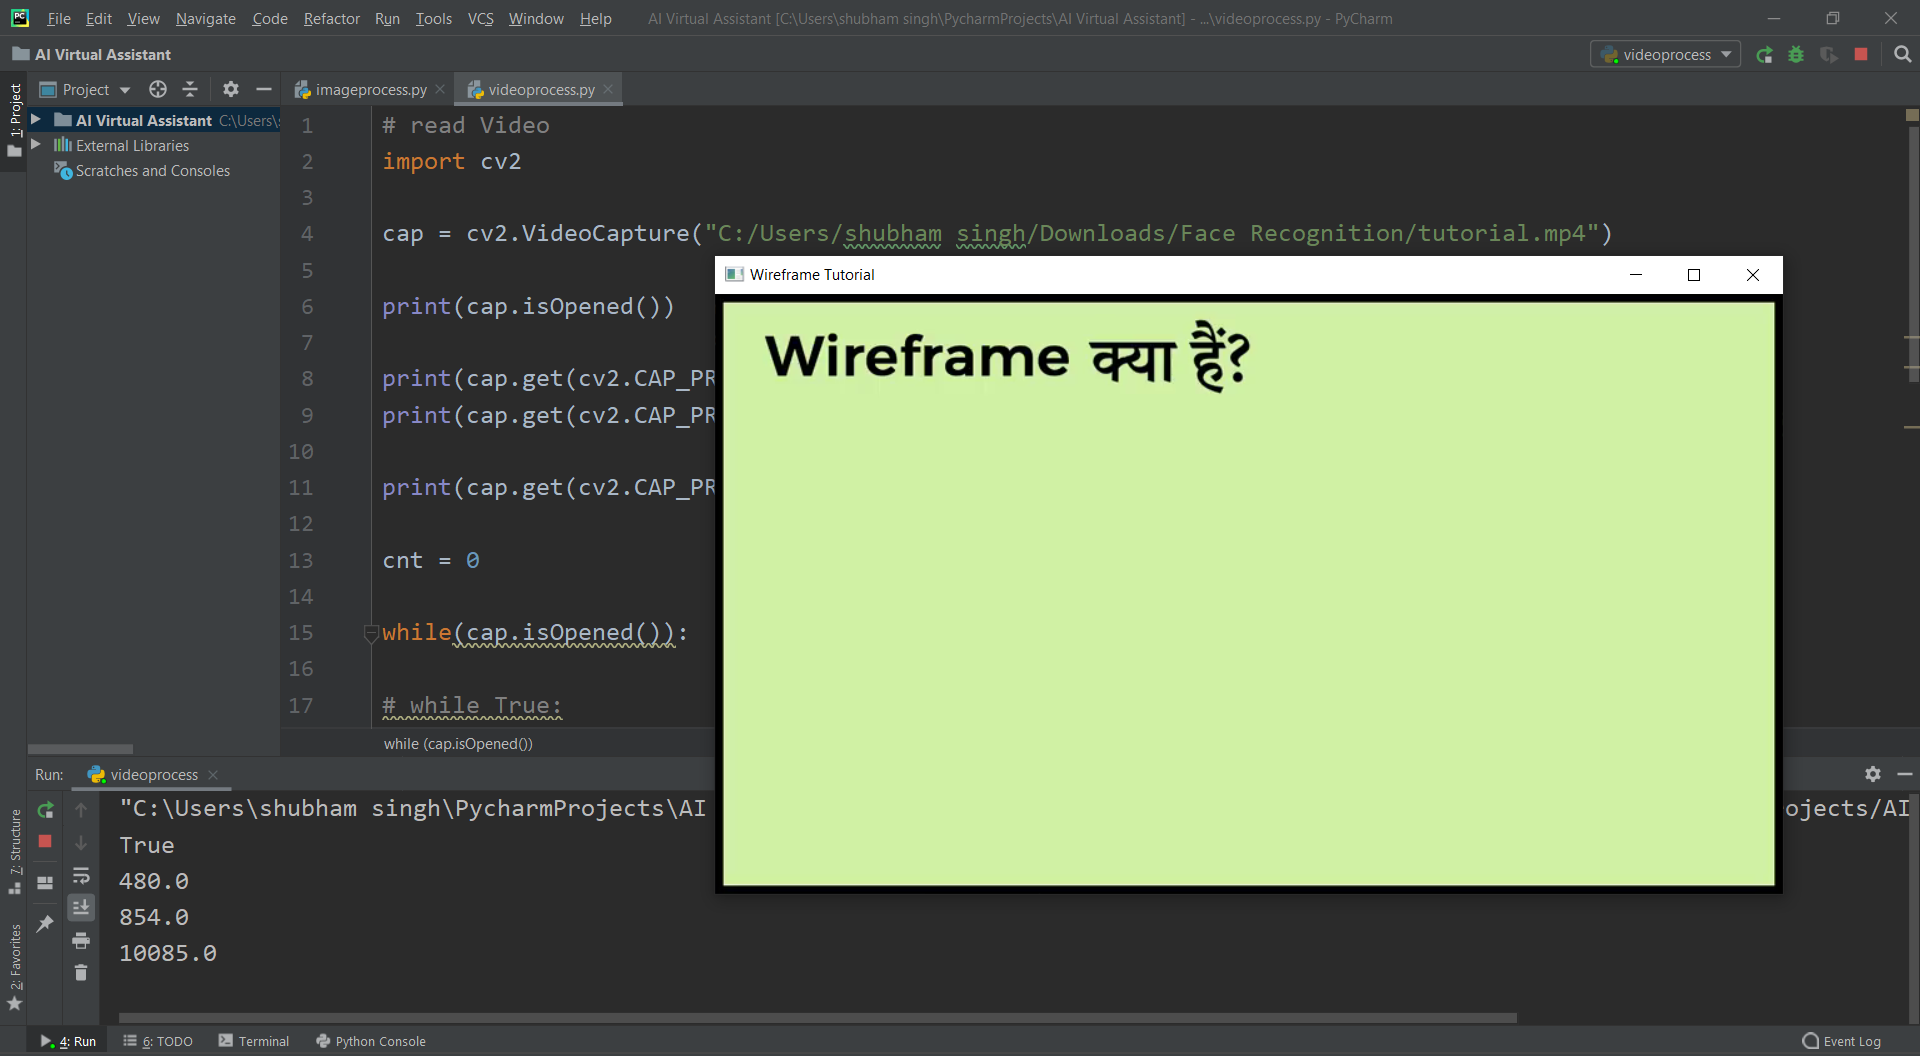 File Edit View Navigate Code Refactor Run Tools VCS Window Help AI Virtual Assistant [C:\Users\shubham singh\PycharmProjects\AI Virtual Assistant] - ...\videoprocess.py - PyCharm
AI Virtual Assistant videoprocess
Project imageprocess.py videoprocess.py
1: Project
AI Virtual Assistant C:\Users\s
External Libraries
Scratches and Consoles
1 # read Video
2 import cv2
3
4 cap = cv2.VideoCapture("C:/Users/shubham singh/Downloads/Face Recognition/tutorial.mp4")
5
6 print(cap.isOpened())
7
8 print(cap.get(cv2.CAP_PR
9 print(cap.get(cv2.CAP_PR
10
11 print(cap.get(cv2.CAP_PR
12
13 cnt = 0
14
15 while(cap.isOpened()):
16
17 # while True:
while (cap.isOpened())
Wireframe Tutorial
Wireframe क्या हैं?
Run: videoprocess
"C:\Users\shubham singh\PycharmProjects\AI ojects/AI
True
480.0
854.0
10085.0
7: Structure
2: Favorites
4: Run 6: TODO Terminal Python Console Event Log